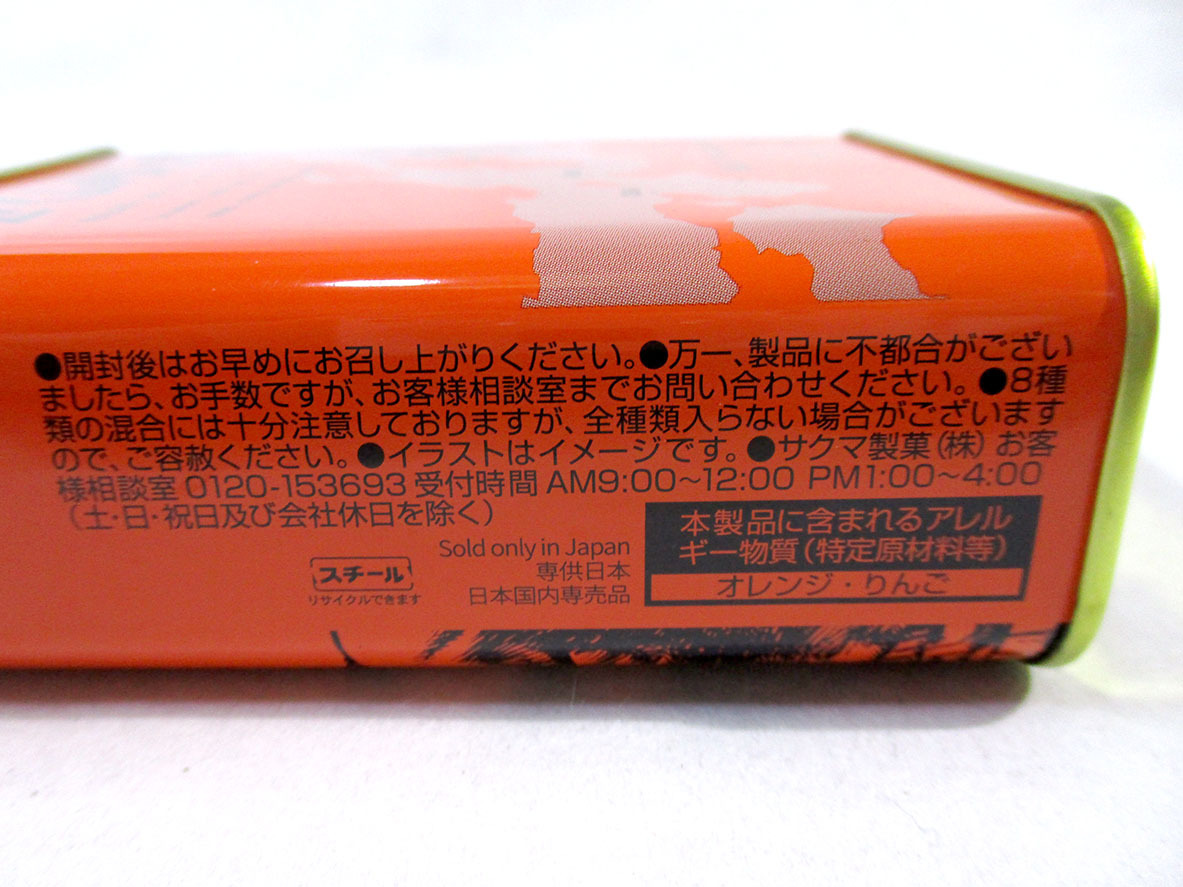 ●開封後はお早めにお召し上がりください。●万一、製品に不都合がござい
ましたら、お手数ですが、お客様相談室までお問い合わせください。●8種
類の混合には十分注意しておりますが、全種類入らない場合がございます
ので、ご容赦ください。●イラストはイメージです。●サクマ製菓(株)お客
様相談室 0120-153693 受付時間 AM9:00~12:00 PM1:00~4:00
(土・日・祝日及び会社休日を除く)
Sold only in Japan
専供日本
日本国内専売品
スチール
リサイクルできます
本製品に含まれるアレル
ギー物質(特定原材料等)
オレンジ・りんご